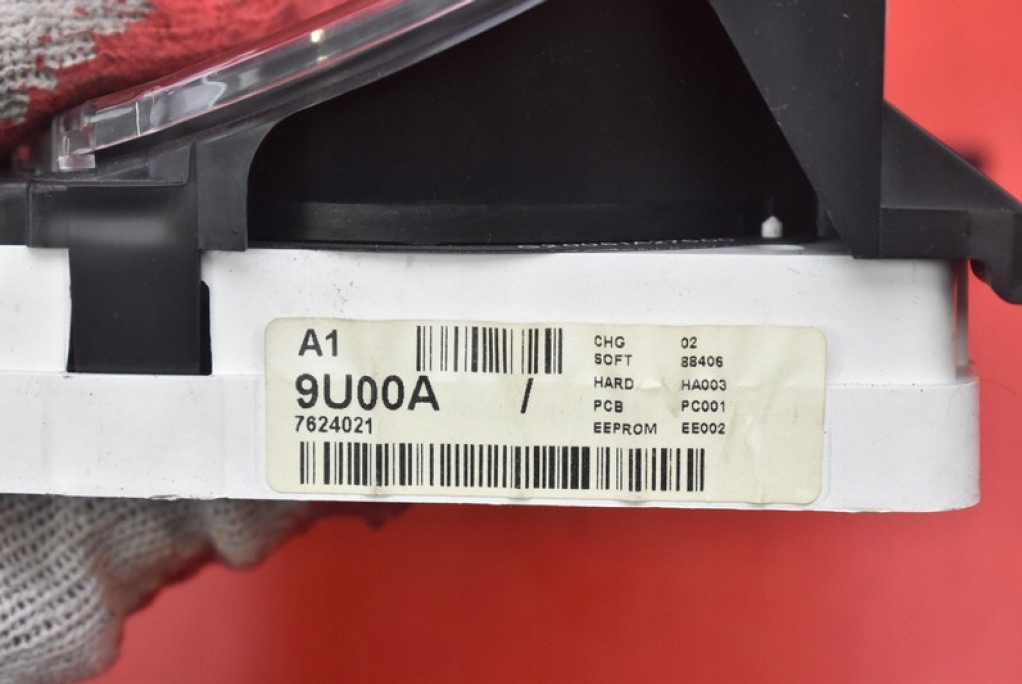 A1
9U00A /
7624021
CHG 02
SOFT 88406
HARD HA003
PCB PC001
EEPROM EE002